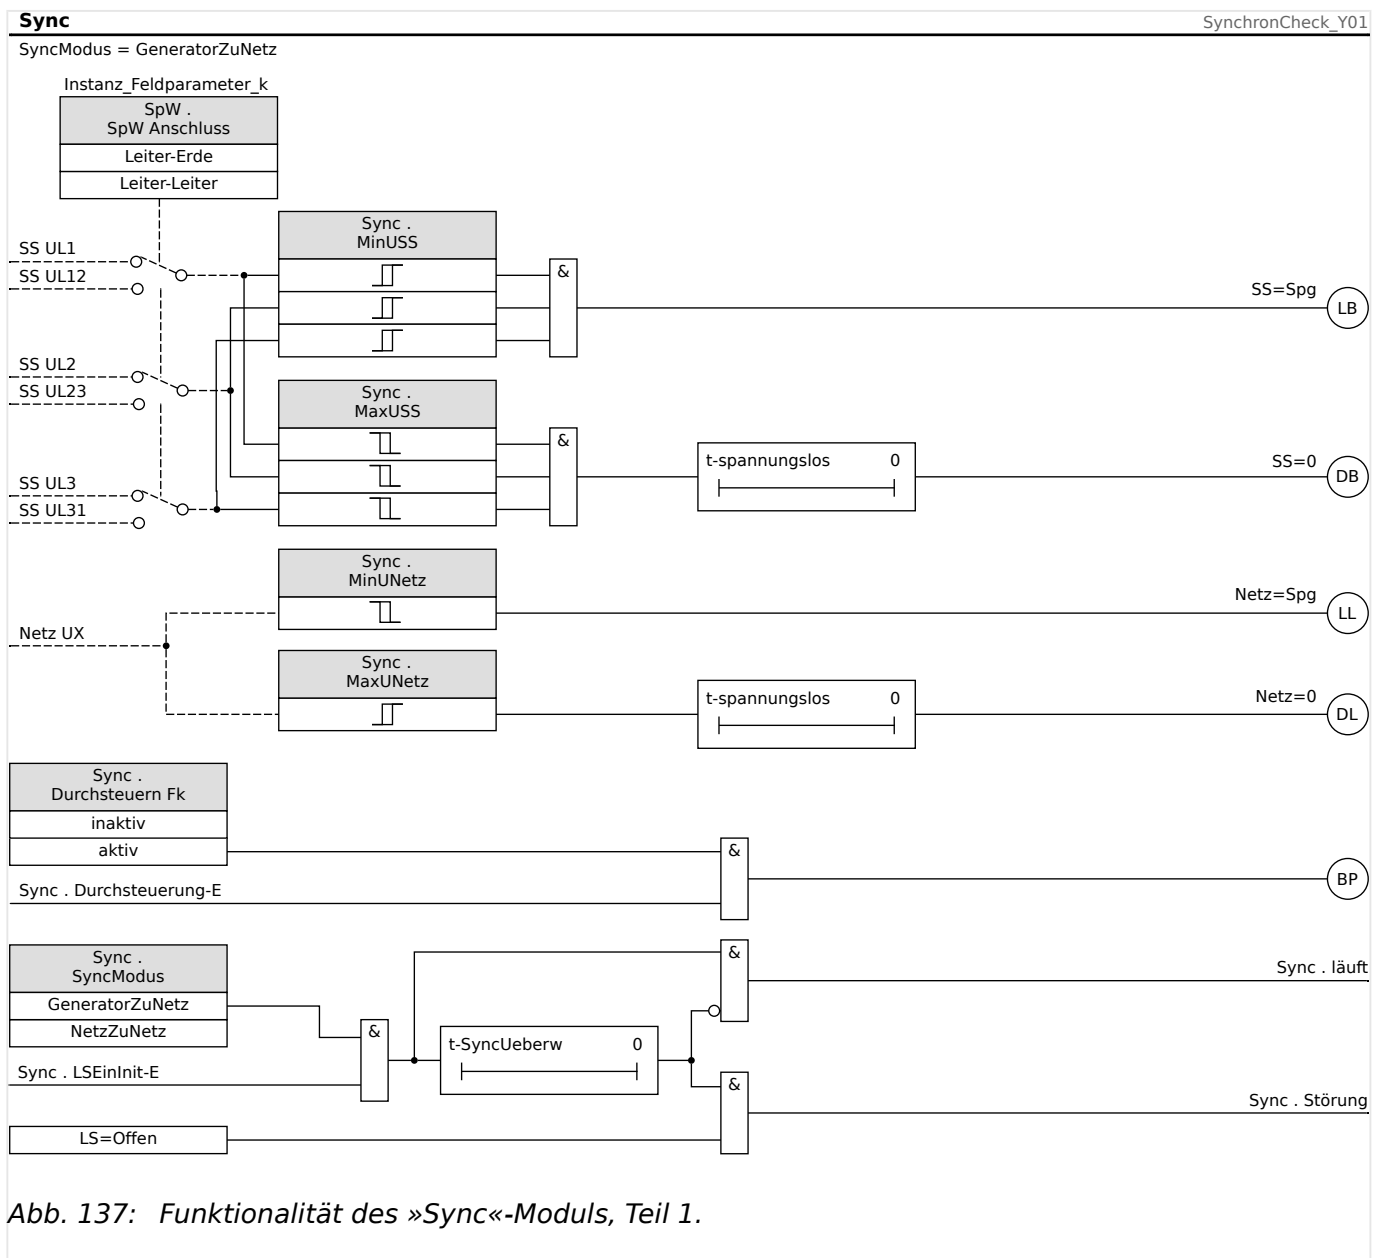 Sync
SynchronCheck_Y01
SyncModus = GeneratorZuNetz
Instanz_Feldparameter_k
SpW .
SpW Anschluss
Leiter-Erde
Leiter-Leiter
Sync .
MinUSS
SS UL1
SS UL12
&
SS=Spg
LB
SS UL2
SS UL23
Sync .
MaxUSS
&
t-spannungslos 0
SS=0
DB
SS UL3
SS UL31
Sync .
MinUNetz
Netz=Spg
LL
Netz UX
Sync .
MaxUNetz
t-spannungslos 0
Netz=0
DL
Sync .
Durchsteuern Fk
inaktiv
aktiv
&
BP
Sync . Durchsteuerung-E
Sync .
SyncModus
GeneratorZuNetz
NetzZuNetz
&
Sync . läuft
&
t-SyncUeberw 0
Sync . LSEinInit-E
&
Sync . Störung
LS=Offen
Abb. 137: Funktionalität des »Sync«-Moduls, Teil 1.